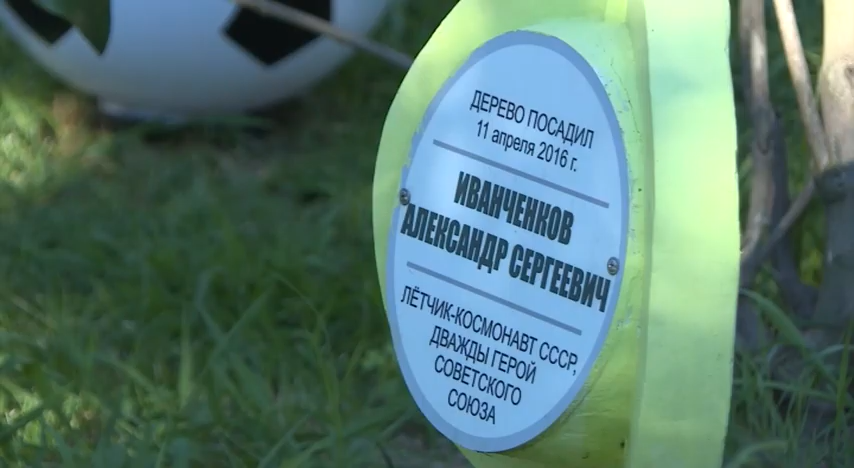 ДЕРЕВО ПОСАДИЛ
11 апреля 2016 г.
ИВАНЧЕНКОВ
АЛЕКСАНДР СЕРГЕЕВИЧ
ЛЁТЧИК-КОСМОНАВТ СССР,
ДВАЖДЫ ГЕРОЙ
СОВЕТСКОГО
СОЮЗА